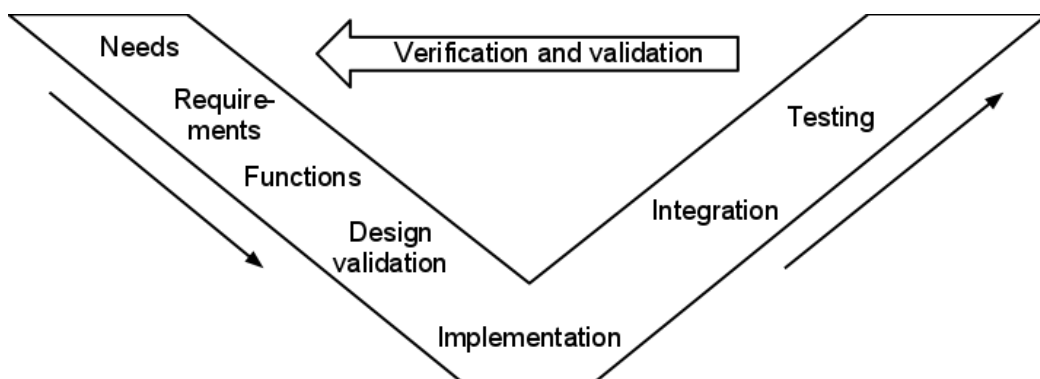 Needs
Verification and validation
Require-
ments
Testing
Functions
Integration
Design
validation
Implementation